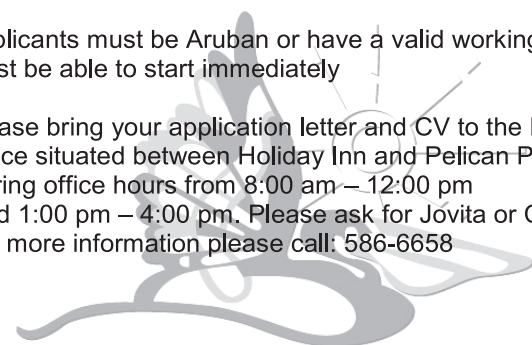 plicants must be Aruban or have a valid working
st be able to start immediately
ase bring your application letter and CV to the
ce situated between Holiday Inn and Pelican P
ring office hours from 8:00 am – 12:00 pm
d 1:00 pm – 4:00 pm. Please ask for Jovita or
more information please call: 586-6658